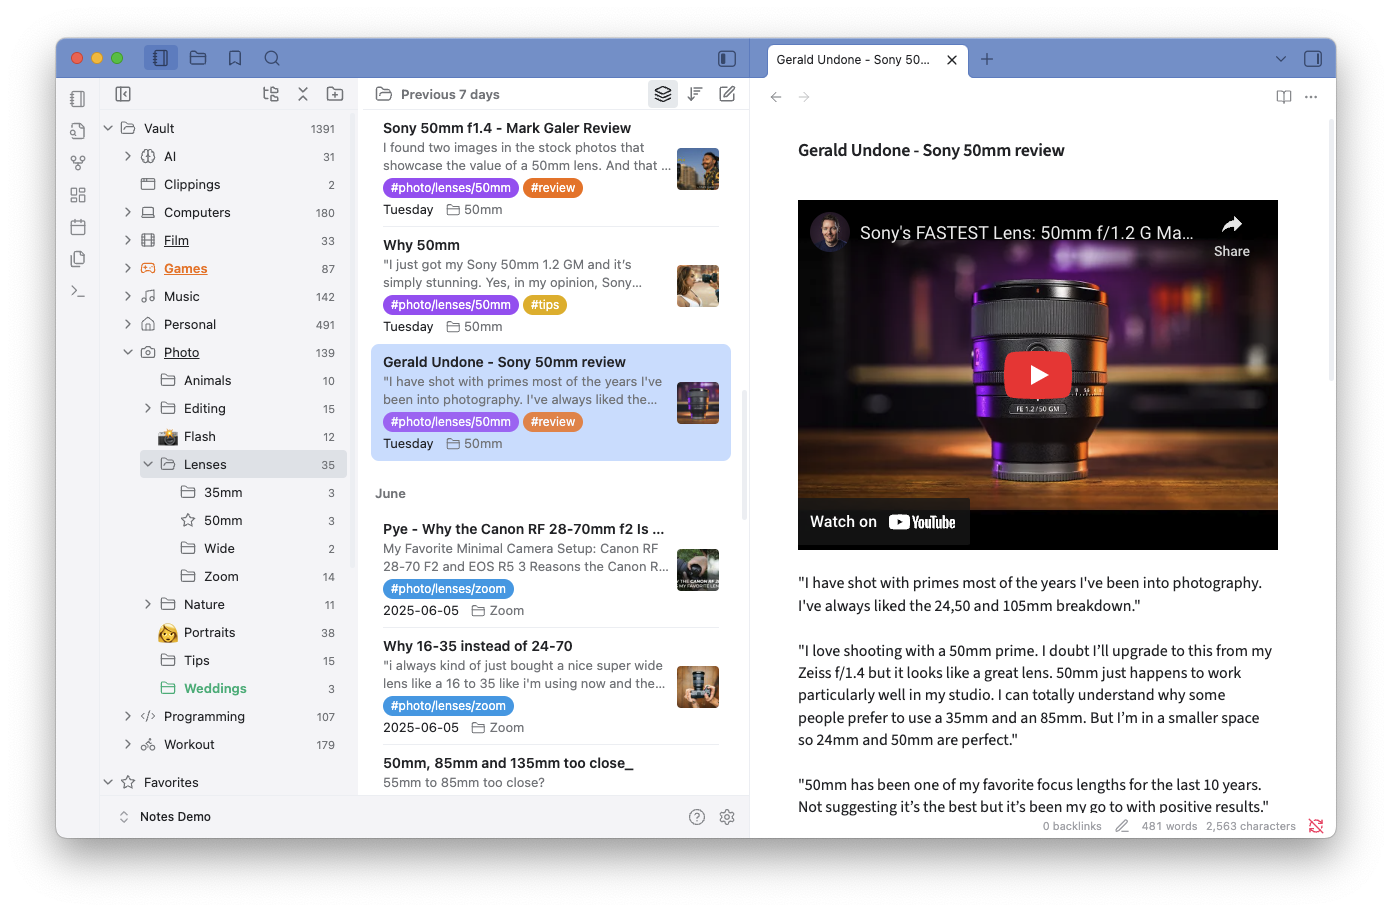 Gerald Undone - Sony 50...
Vault 1391
AI 31
Clippings 2
Computers 180
Film 33
Games 87
Music 142
Personal 491
Photo 139
Animals 10
Editing 15
Flash 12
Lenses 35
35mm 3
50mm 3
Wide 2
Zoom 14
Nature 11
Portraits 38
Tips 15
Weddings 3
Programming 107
Workout 179
Favorites
Notes Demo
Previous 7 days
Sony 50mm f1.4 - Mark Galer Review
I found two images in the stock photos that
showcase the value of a 50mm lens. And that ...
#photo/lenses/50mm #review
Tuesday 50mm
Why 50mm
"I just got my Sony 50mm 1.2 GM and it's
simply stunning. Yes, in my opinion, Sony...
#photo/lenses/50mm #tips
Tuesday 50mm
Gerald Undone - Sony 50mm review
"I have shot with primes most of the years I've
been into photography. I've always liked the...
#photo/lenses/50mm #review
Tuesday 50mm
June
Pye - Why the Canon RF 28-70mm f2 Is ...
My Favorite Minimal Camera Setup: Canon RF
28-70 F2 and EOS R5 3 Reasons the Canon R...
#photo/lenses/zoom
2025-06-05 Zoom
Why 16-35 instead of 24-70
"i always kind of just bought a nice super wide
lens like a 16 to 35 like i'm using now and the...
#photo/lenses/zoom
2025-06-05 Zoom
50mm, 85mm and 135mm too close_
55mm to 85mm too close?
Gerald Undone - Sony 50mm review
Sony's FASTEST Lens: 50mm f/1.2 G Ma...
Share
FE 1.2/50 GM
Watch on YouTube
"I have shot with primes most of the years I've been into photography.
I've always liked the 24,50 and 105mm breakdown."
"I love shooting with a 50mm prime. I doubt I’ll upgrade to this from my
Zeiss f/1.4 but it looks like a great lens. 50mm just happens to work
particularly well in my studio. I can totally understand why some
people prefer to use a 35mm and an 85mm. But I’m in a smaller space
so 24mm and 50mm are perfect."
"50mm has been one of my favorite focus lengths for the last 10 years.
Not suggesting it’s the best but it’s been my go to with positive results."
0 backlinks 481 words 2,563 characters